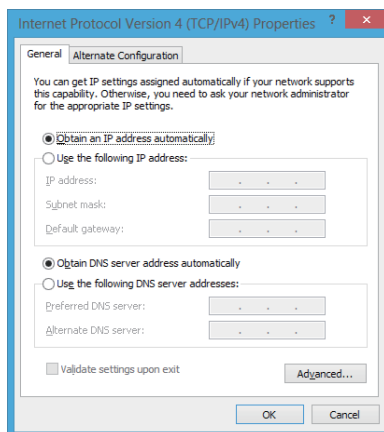 Internet Protocol Version 4 (TCP/IPv4) Properties ? ×
General Alternate Configuration
You can get IP settings assigned automatically if your network supports
this capability. Otherwise, you need to ask your network administrator
for the appropriate IP settings.
Obtain an IP address automatically
Use the following IP address:
IP address:
Subnet mask:
Default gateway:
Obtain DNS server address automatically
Use the following DNS server addresses:
Preferred DNS server:
Alternate DNS server:
Validate settings upon exit
Advanced...
OK Cancel